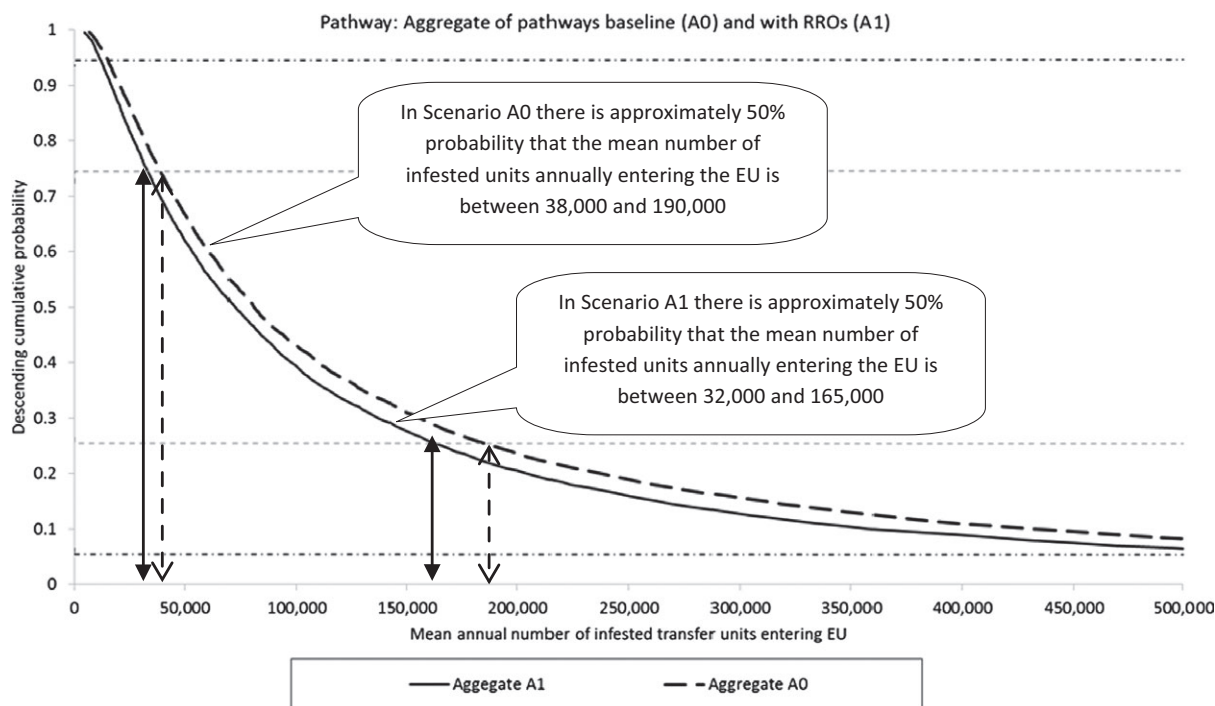 Pathway: Aggregate of pathways baseline (A0) and with RROs (A1)
Descending cumulative probability
1
0.9
0.8
0.7
0.6
0.5
0.4
0.3
0.2
0.1
0
In Scenario A0 there is approximately 50%
probability that the mean number of
infested units annually entering the EU is
between 38,000 and 190,000
In Scenario A1 there is approximately 50%
probability that the mean number of
infested units annually entering the EU is
between 32,000 and 165,000
0 50,000 100,000 150,000 200,000 250,000 300,000 350,000 400,000 450,000 500,000
Mean annual number of infested transfer units entering EU
Aggegate A1 Aggregate A0